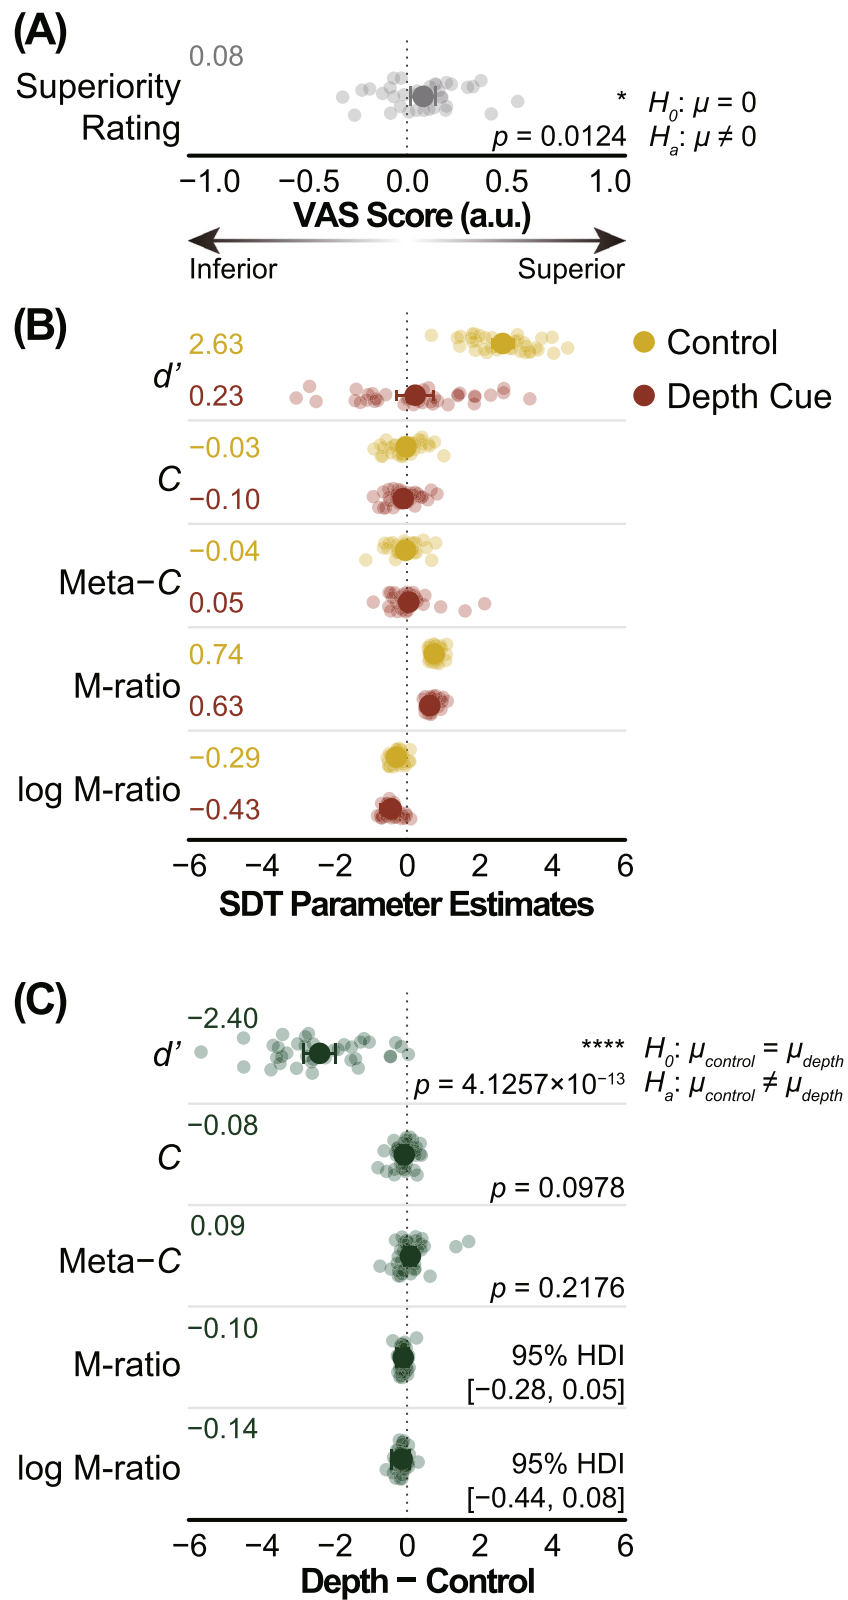 (A)
0.08
Superiority
Rating
*
H0: μ = 0
p = 0.0124
Ha: μ ≠ 0
−1.0 −0.5 0.0 0.5 1.0
VAS Score (a.u.)
Inferior Superior
(B)
2.63
Control
d’
0.23
Depth Cue
−0.03
C
−0.10
−0.04
Meta−C
0.05
0.74
M-ratio
0.63
−0.29
log M-ratio
−0.43
−6 −4 −2 0 2 4 6
SDT Parameter Estimates
(C)
−2.40
d’
****
H0: μcontrol = μdepth
p = 4.1257×10−13
Ha: μcontrol ≠ μdepth
−0.08
C
p = 0.0978
0.09
Meta−C
p = 0.2176
−0.10
M-ratio
95% HDI
[−0.28, 0.05]
−0.14
log M-ratio
95% HDI
[−0.44, 0.08]
−6 −4 −2 0 2 4 6
Depth − Control